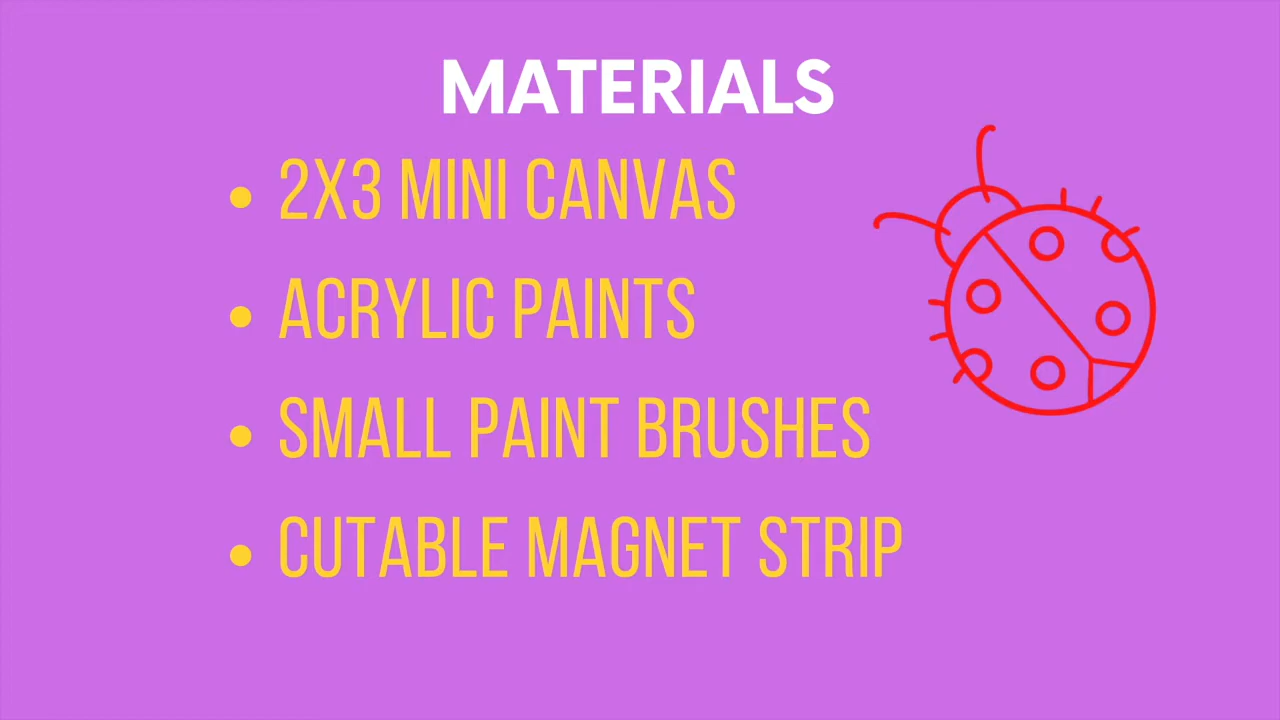 MATERIALS
2X3 MINI CANVAS
ACRYLIC PAINTS
SMALL PAINT BRUSHES
CUTABLE MAGNET STRIP